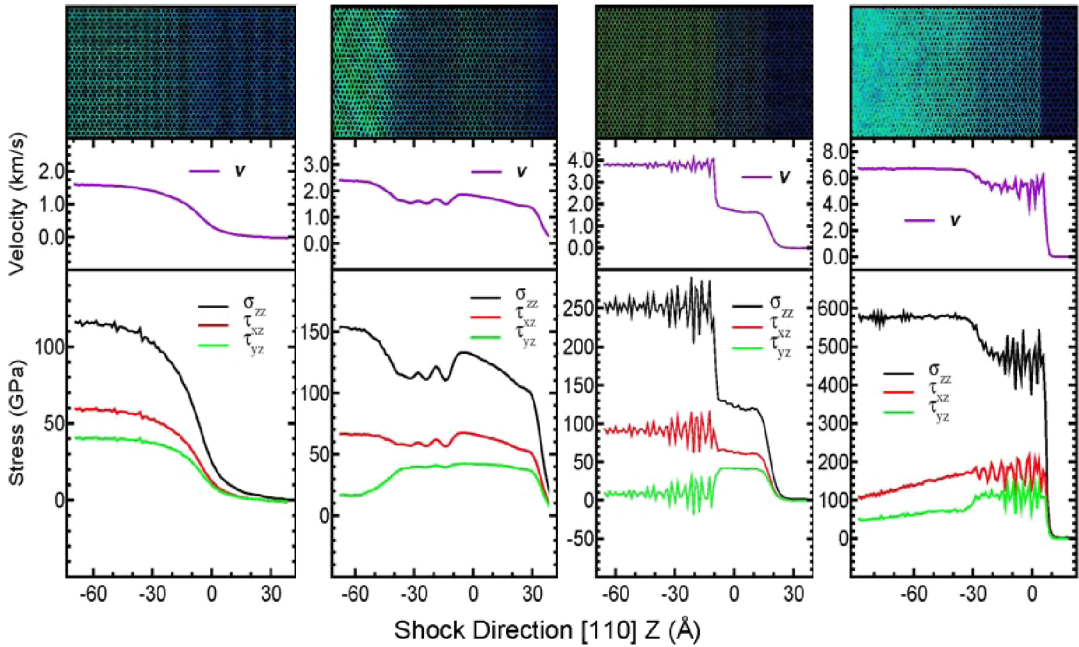 Velocity (km/s)
2.0
1.0
0.0
v
3.0
2.0
1.0
0.0
v
4.0
3.0
2.0
1.0
0.0
v
8.0
6.0
4.0
2.0
0.0
v
Stress (GPa)
100
50
0
σzz
τxz
τyz
150
100
50
0
σzz
τxz
τyz
250
200
150
100
50
0
-50
σzz
τxz
τyz
600
500
400
300
200
100
0
σzz
τxz
τyz
-60 -30 0 30
-60 -30 0 30
-60 -30 0 30
-60 -30 0
Shock Direction [110] Z (Å)